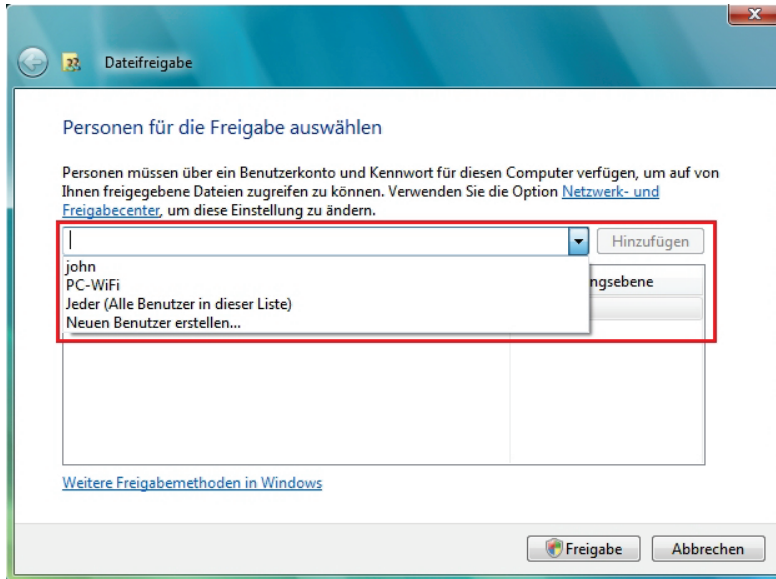 Dateifreigabe
Personen für die Freigabe auswählen
Personen müssen über ein Benutzerkonto und Kennwort für diesen Computer verfügen, um auf von
Ihnen freigegebene Dateien zugreifen zu können. Verwenden Sie die Option Netzwerk- und
Freigabecenter, um diese Einstellung zu ändern.
Hinzufügen
john
PC-WiFi
Jeder (Alle Benutzer in dieser Liste)
Neuen Benutzer erstellen...
ngsebene
Weitere Freigabemethoden in Windows
Freigabe Abbrechen